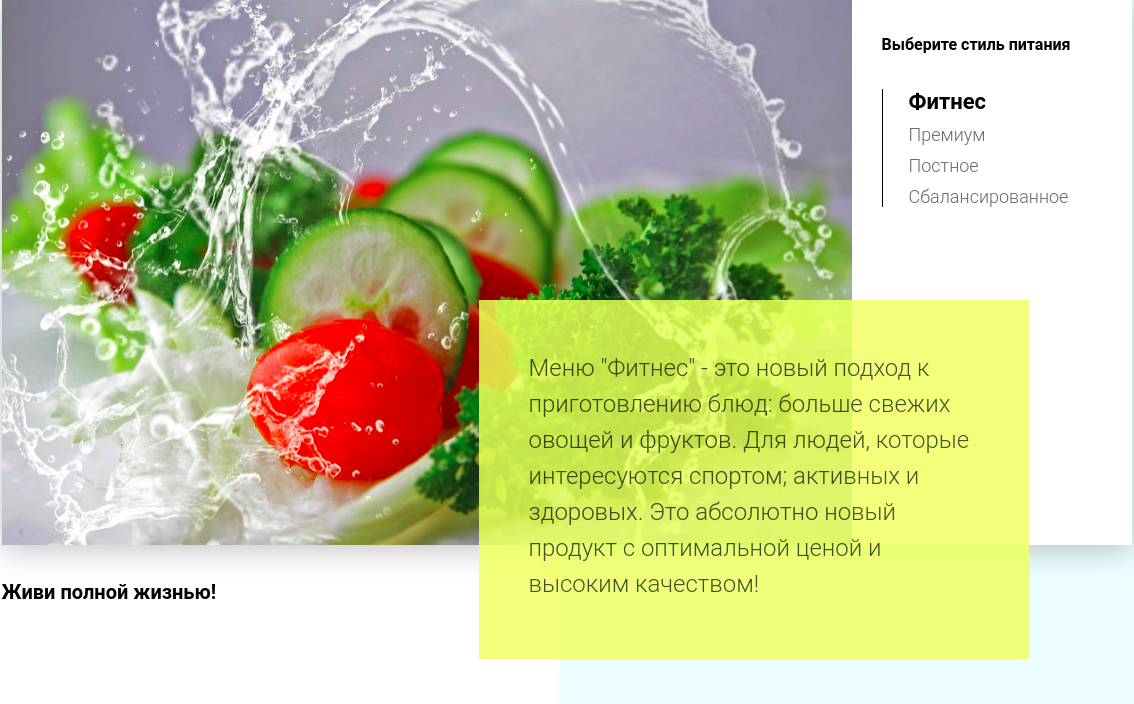 Выберите стиль питания
Фитнес
Премиум
Постное
Сбалансированное
Меню "Фитнес" - это новый подход к
приготовлению блюд: больше свежих
овощей и фруктов. Для людей, которые
интересуются спортом; активных и
здоровых. Это абсолютно новый
продукт с оптимальной ценой и
высоким качеством!
Живи полной жизнью!